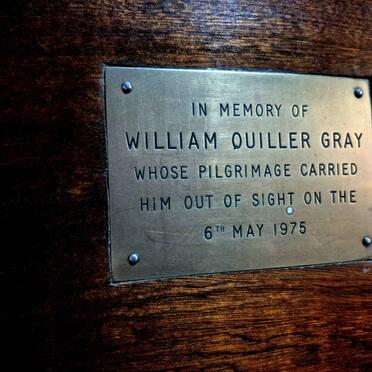 IN MEMORY OF
WILLIAM QUILLER GRAY
WHOSE PILGRIMAGE CARRIED
HIM OUT OF SIGHT ON THE
6TH MAY 1975